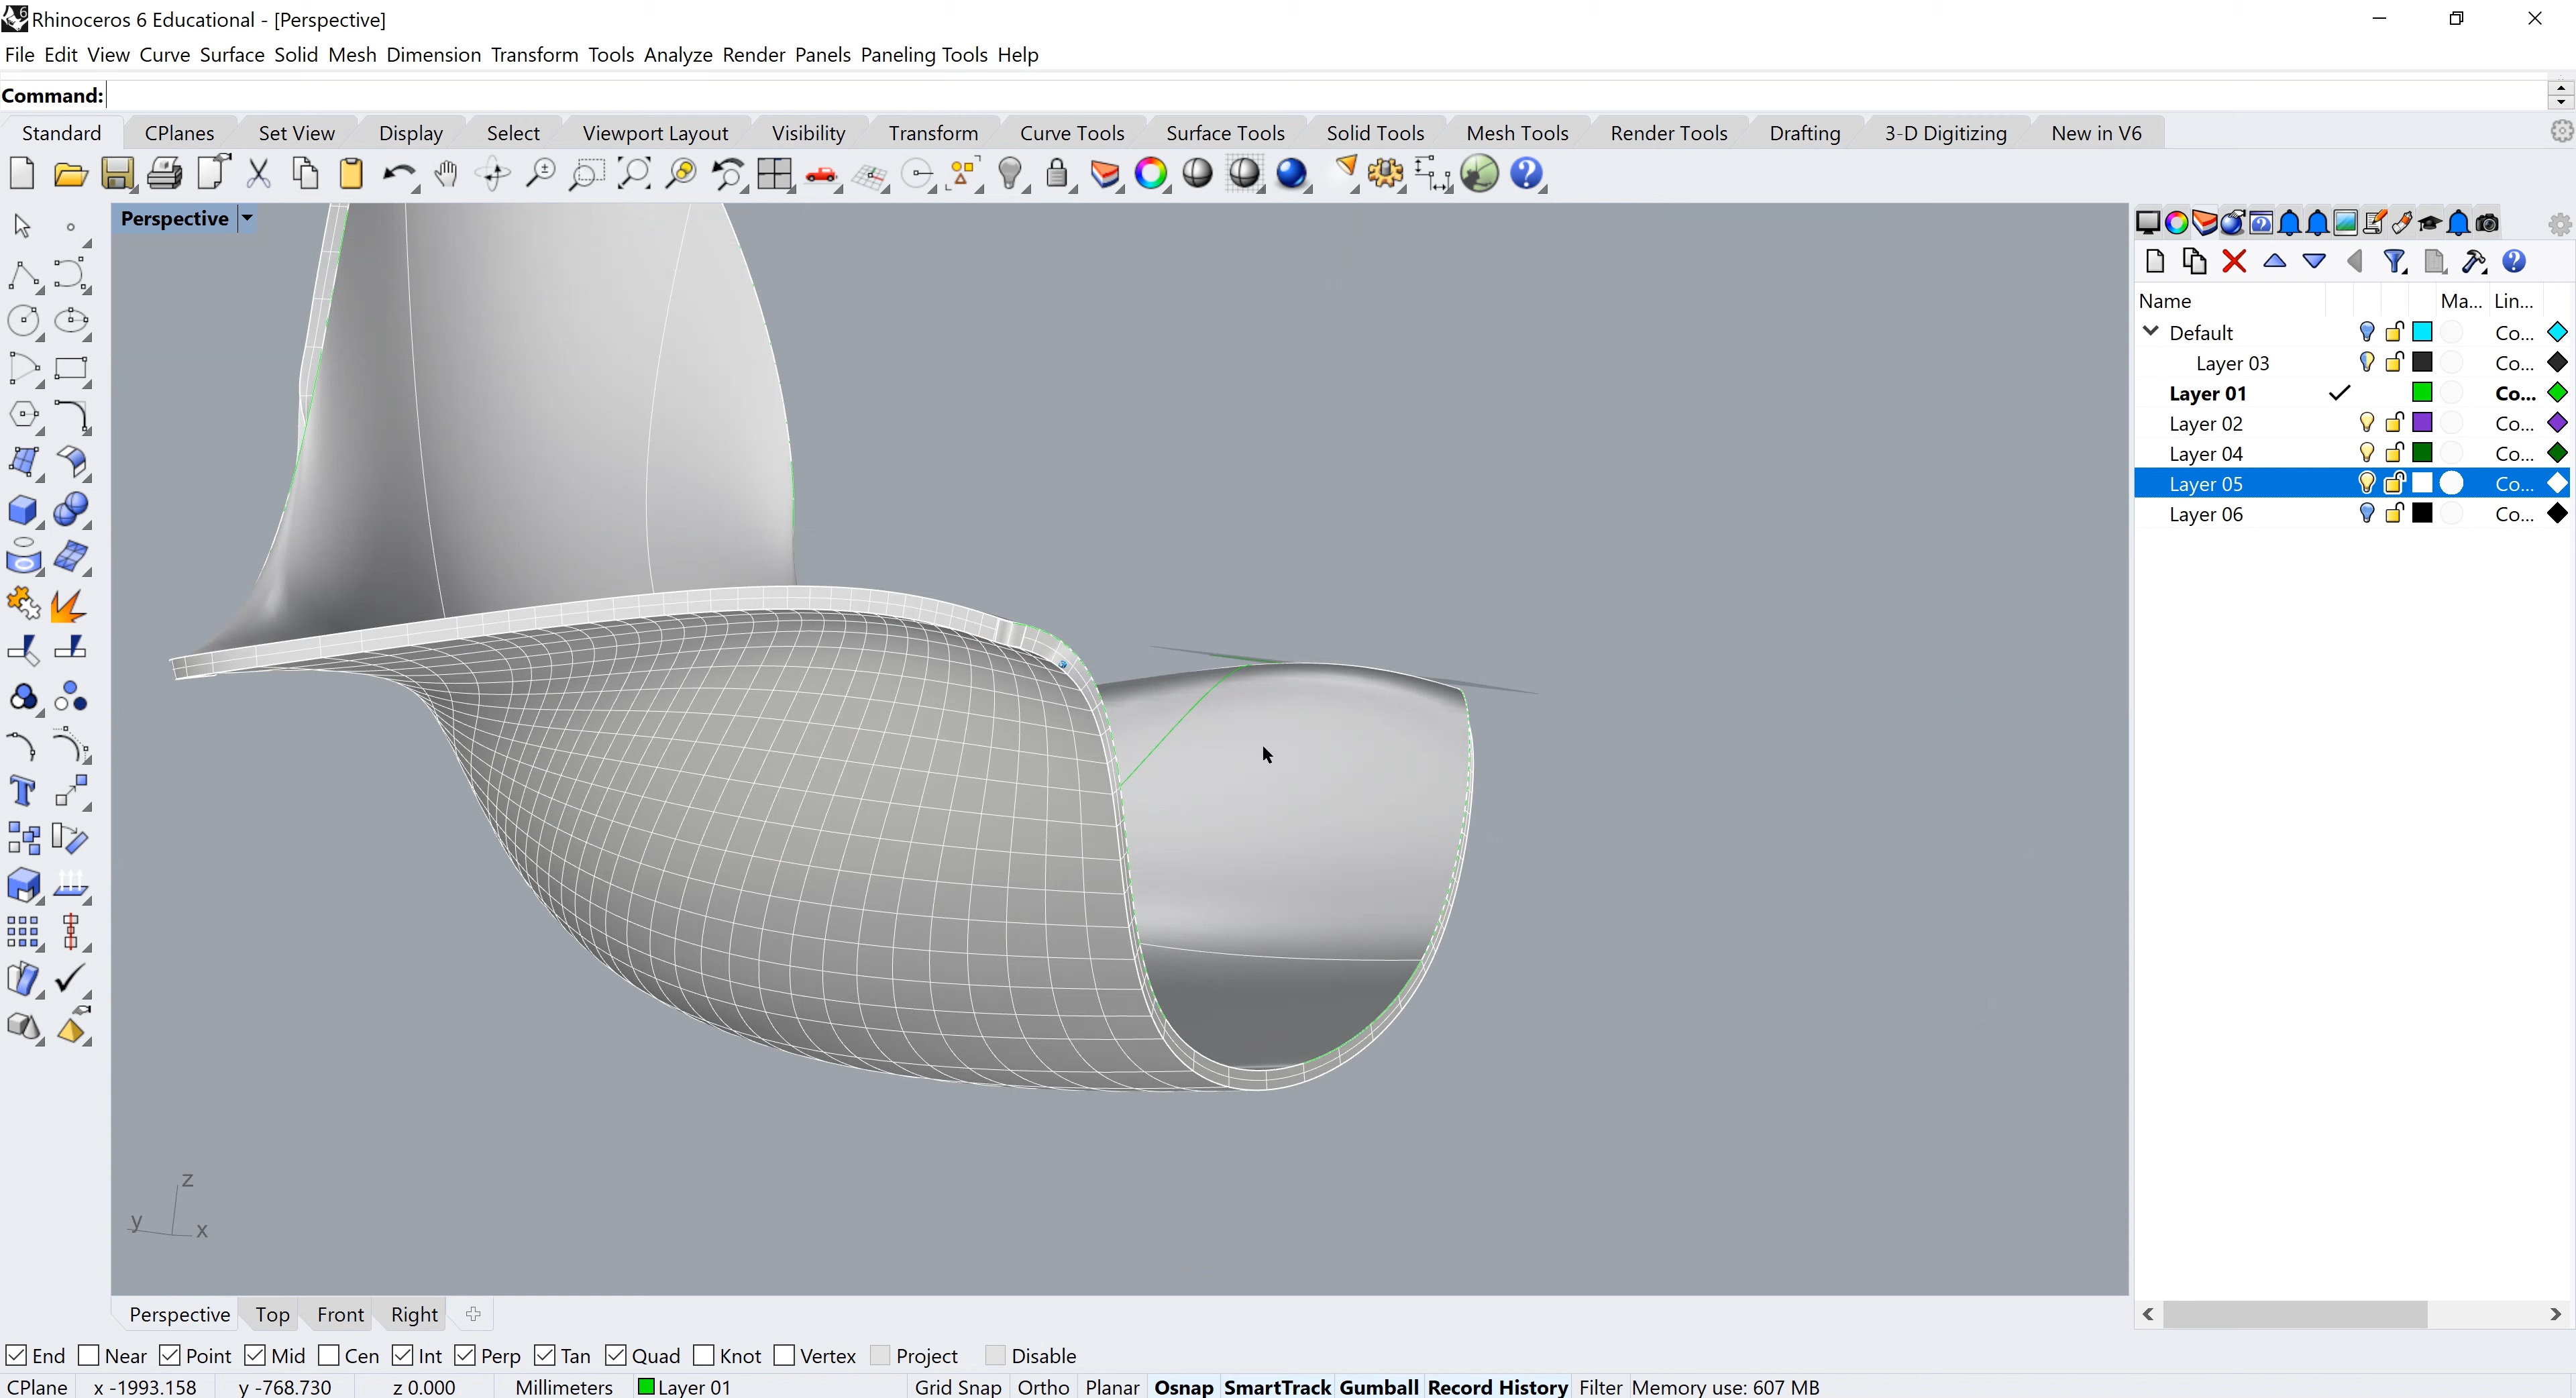 Rhinoceros 6 Educational - [Perspective]
File Edit View Curve Surface Solid Mesh Dimension Transform Tools Analyze Render Panels Paneling Tools Help
Command:
Standard CPlanes Set View Display Select Viewport Layout Visibility Transform Curve Tools Surface Tools Solid Tools Mesh Tools Render Tools Drafting 3-D Digitizing New in V6
Perspective
Name Ma... Lin...
Default Co...
Layer 03 Co...
Layer 01 Co...
Layer 02 Co...
Layer 04 Co...
Layer 05 Co...
Layer 06 Co...
z
y x
Perspective Top Front Right
End Near Point Mid Cen Int Perp Tan Quad Knot Vertex Project Disable
CPlane x -1993.158 y -768.730 z 0.000 Millimeters Layer 01 Grid Snap Ortho Planar Osnap SmartTrack Gumball Record History Filter Memory use: 607 MB